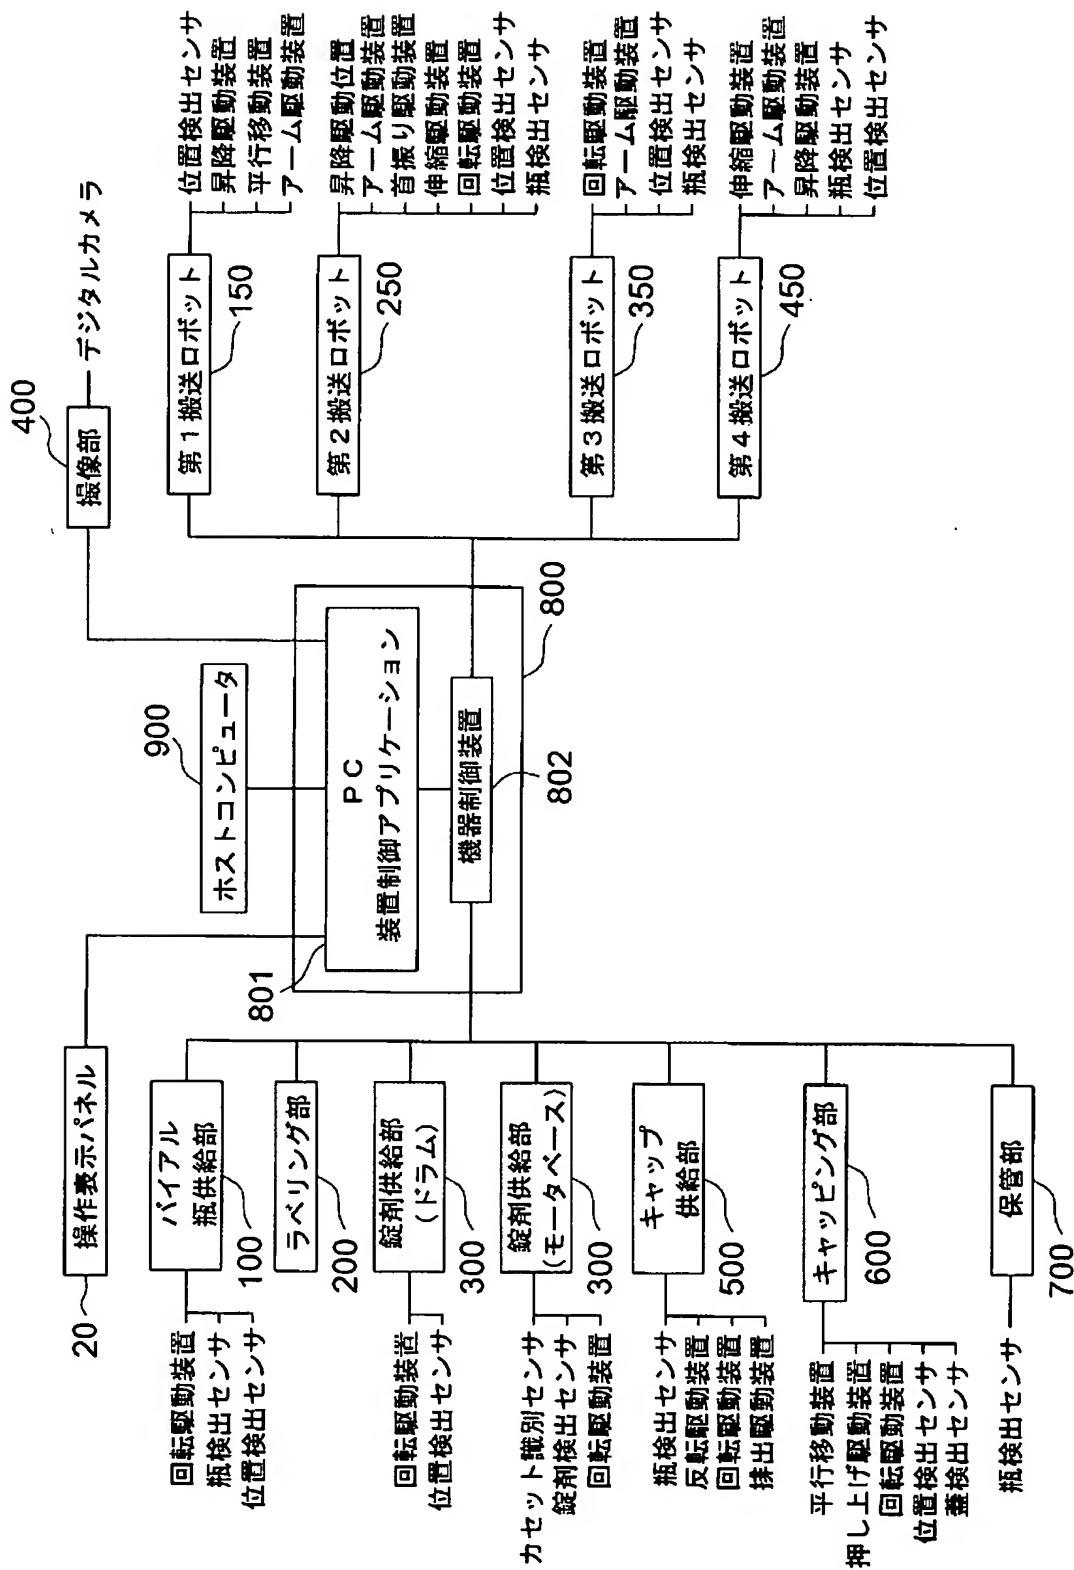 操作表示パネル
20
バイアル
瓶供給部
100
回転駆動装置
瓶検出センサ
位置検出センサ
ラベリング部
200
錠剤供給部
(ドラム)
300
回転駆動装置
位置検出センサ
錠剤供給部
(モータベース)
300
カセット識別センサ
錠剤検出センサ
回転駆動装置
キャップ
供給部
500
瓶検出センサ
反転駆動装置
回転駆動装置
排出駆動装置
キャッピング部
600
平行移動装置
押し上げ駆動装置
回転駆動装置
位置検出センサ
蓋検出センサ
保管部
700
瓶検出センサ
900
ホストコンピュータ
801
PC
装置制御アプリケーション
機器制御装置
802
800
400
撮像部
デジタルカメラ
第1搬送ロボット
150
位置検出センサ
昇降駆動装置
平行移動装置
アーム駆動装置
第2搬送ロボット
250
昇降駆動位置
アーム駆動装置
首振り駆動装置
伸縮駆動装置
回転駆動装置
位置検出センサ
瓶検出センサ
第3搬送ロボット
350
回転駆動装置
アーム駆動装置
位置検出センサ
瓶検出センサ
第4搬送ロボット
450
伸縮駆動装置
アーム駆動装置
昇降駆動装置
瓶検出センサ
位置検出センサ